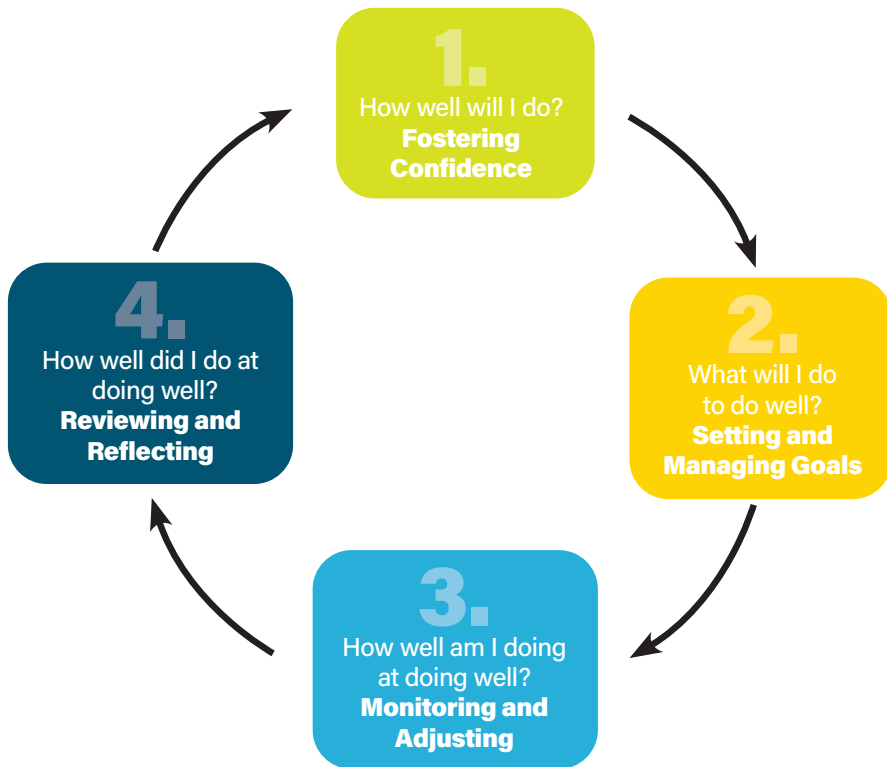 1.
How well will I do?
Fostering
Confidence
2.
What will I do
to do well?
Setting and
Managing Goals
3.
How well am I doing
at doing well?
Monitoring and
Adjusting
4.
How well did I do at
doing well?
Reviewing and
Reflecting